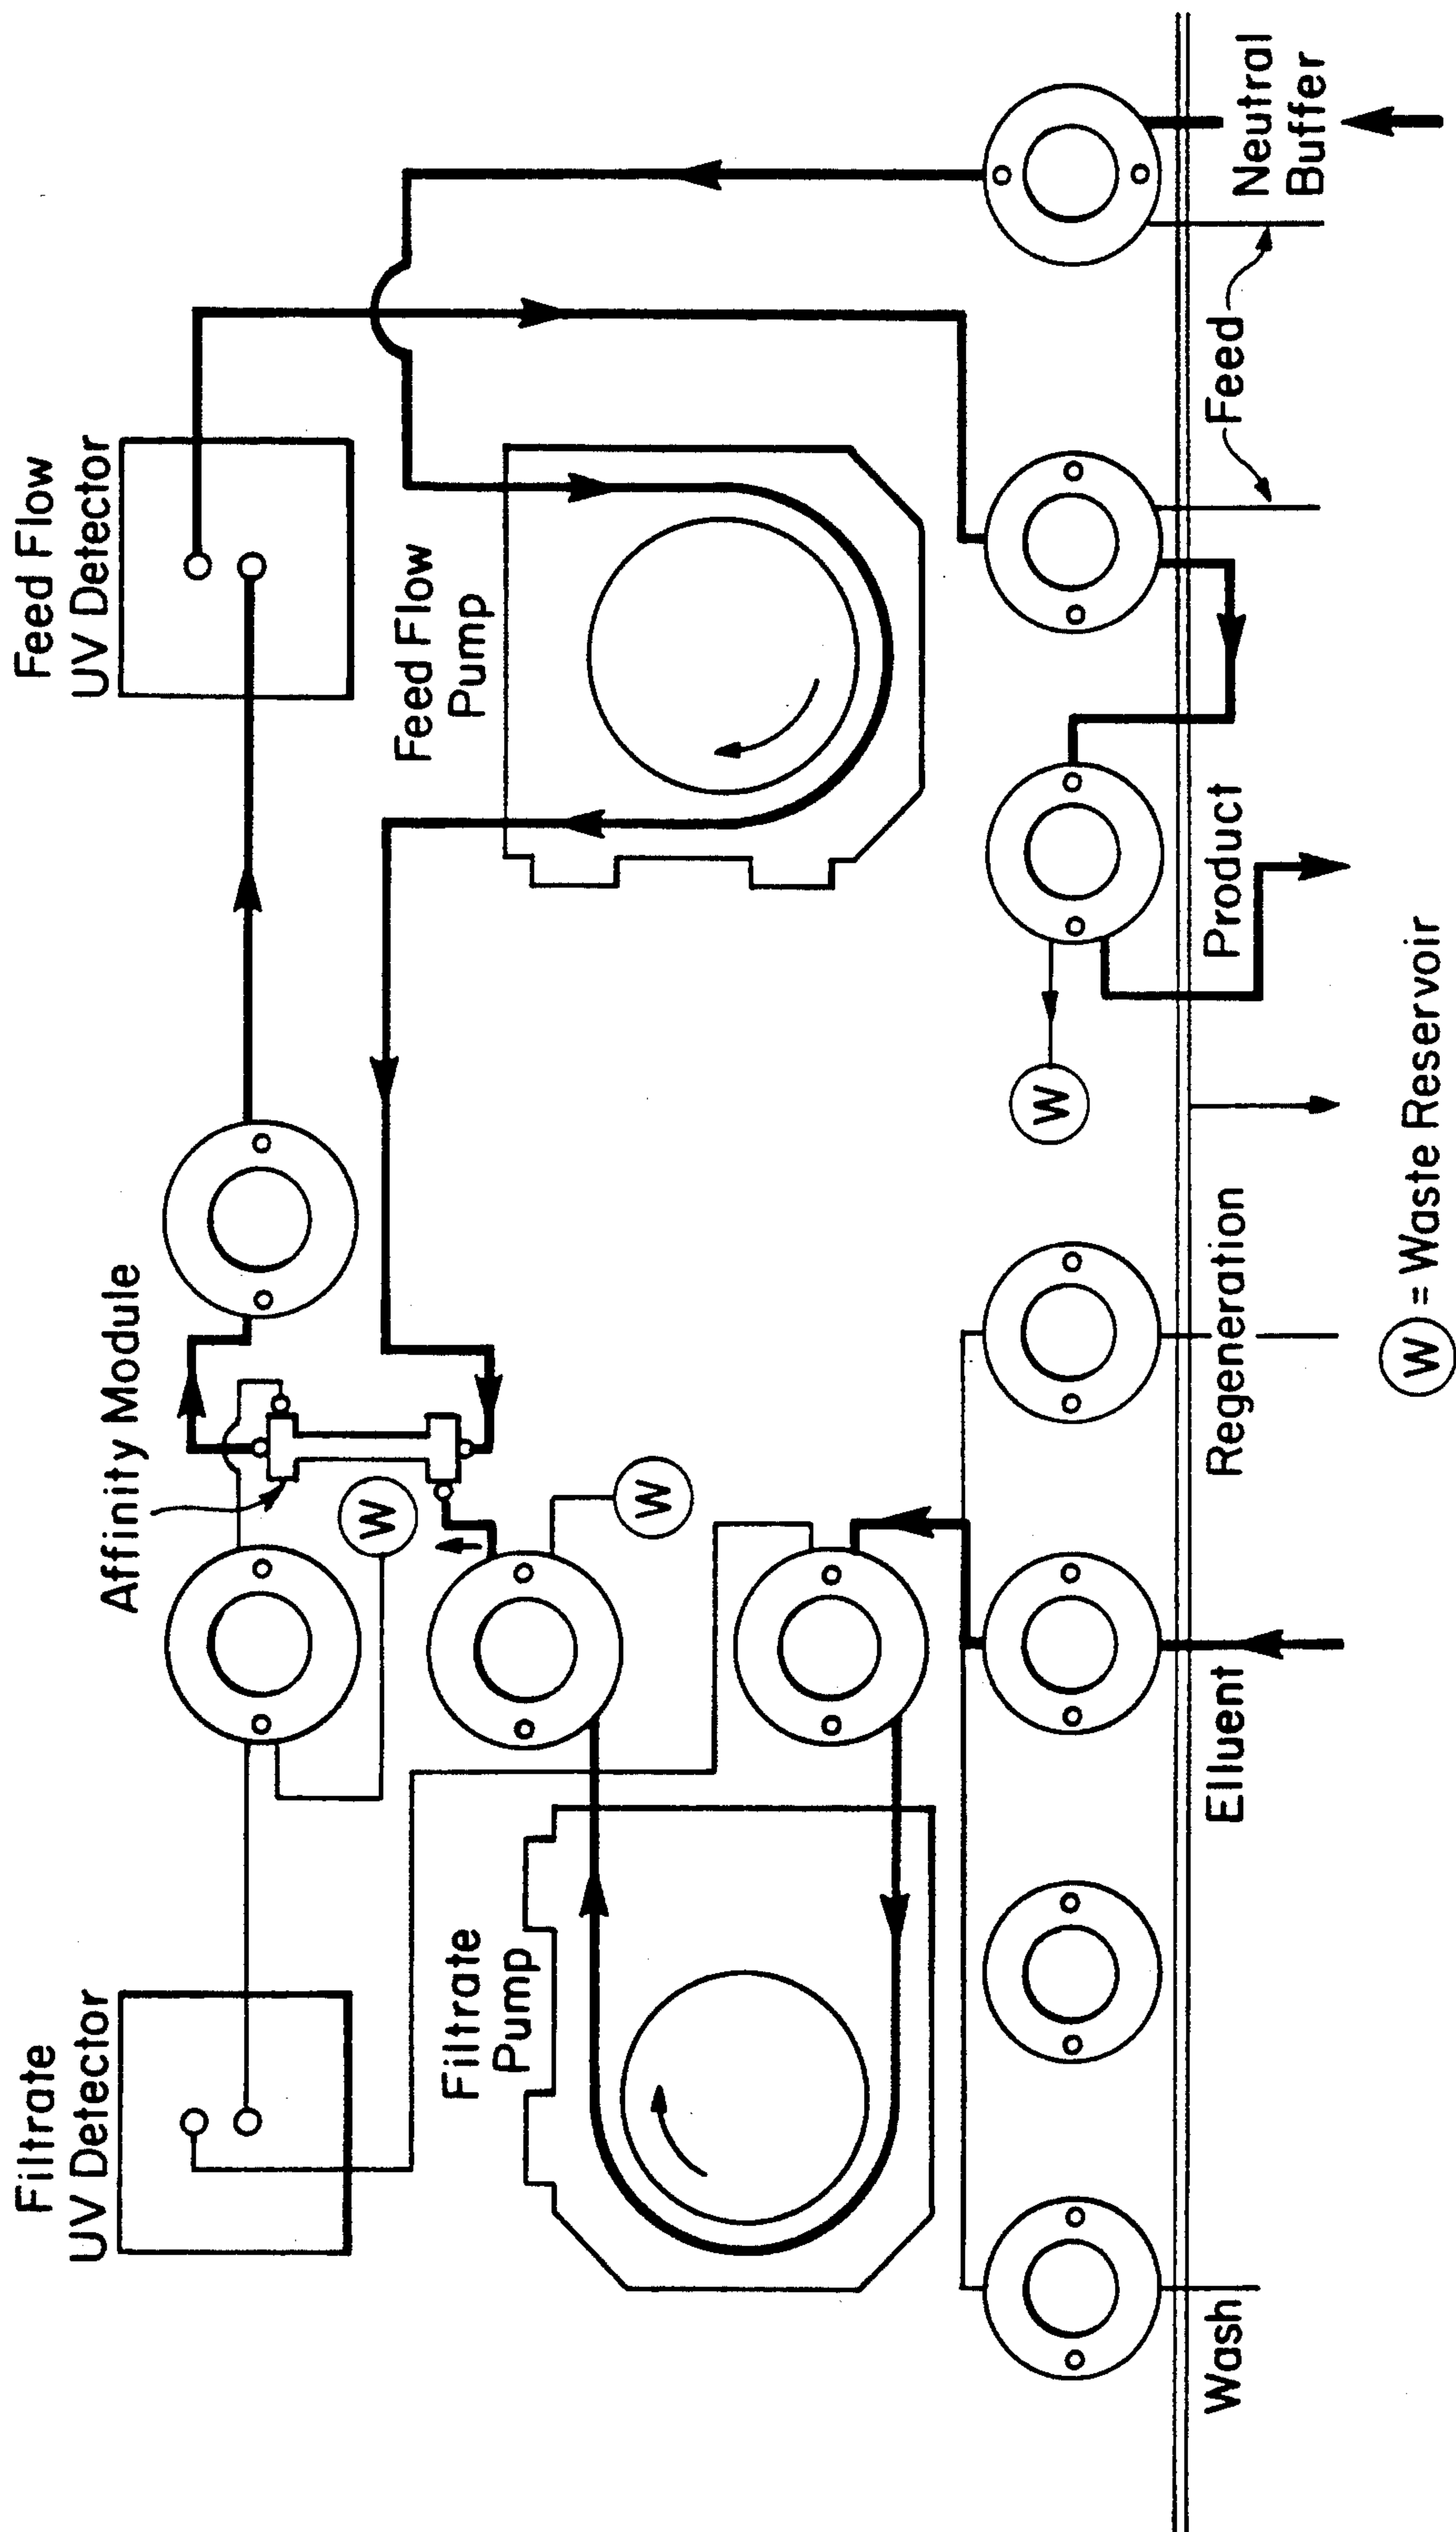 Filtrate
UV Detector
Affinity Module
Feed Flow
UV Detector
W
Filtrate
Pump
Feed Flow
Pump
W
W
Wash
Elluent
Regeneration
Product
Feed
Neutral
Buffer
W = Waste Reservoir